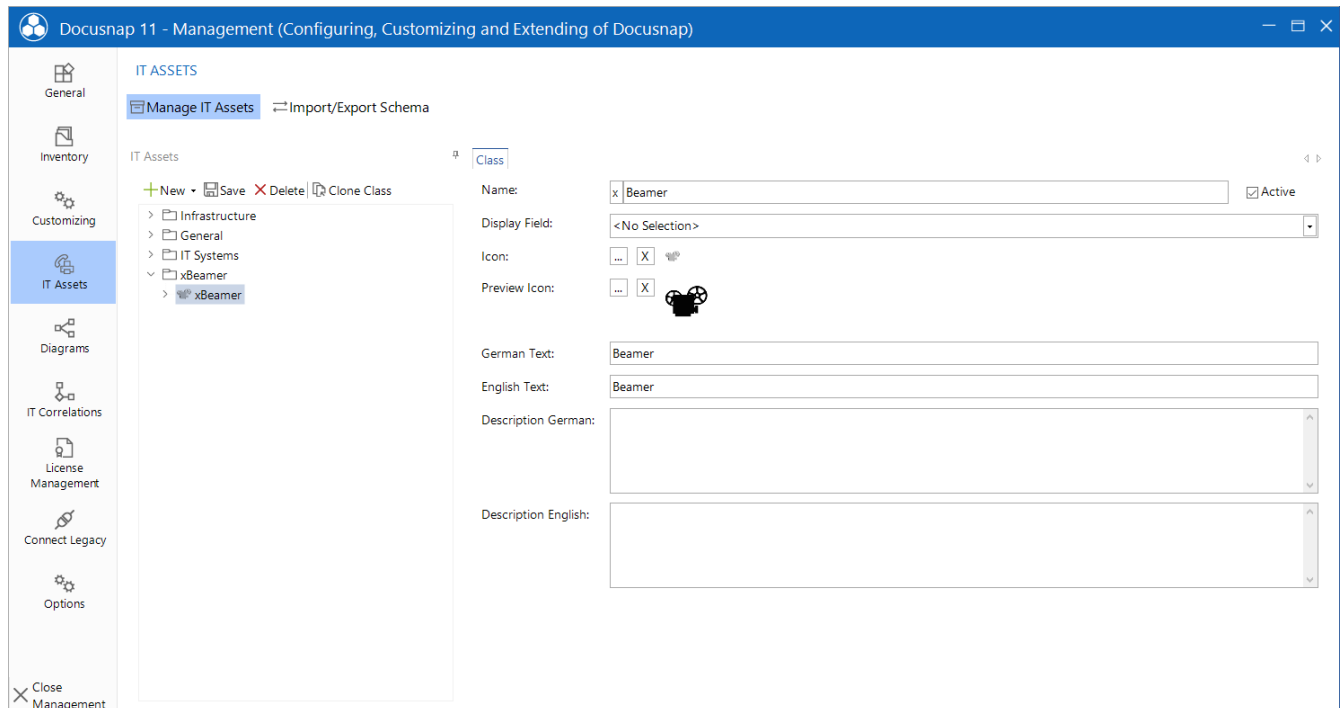 Docusnap 11 - Management (Configuring, Customizing and Extending of Docusnap)
General
Inventory
Customizing
IT Assets
Diagrams
IT Correlations
License
Management
Connect Legacy
Options
Close
Management
IT ASSETS
Manage IT Assets Import/Export Schema
IT Assets
New Save Delete Clone Class
Infrastructure
General
IT Systems
xBeamer
xBeamer
Class
Name: x Beamer Active
Display Field: <No Selection>
Icon: ... X
Preview Icon: ... X
German Text: Beamer
English Text: Beamer
Description German:
Description English: